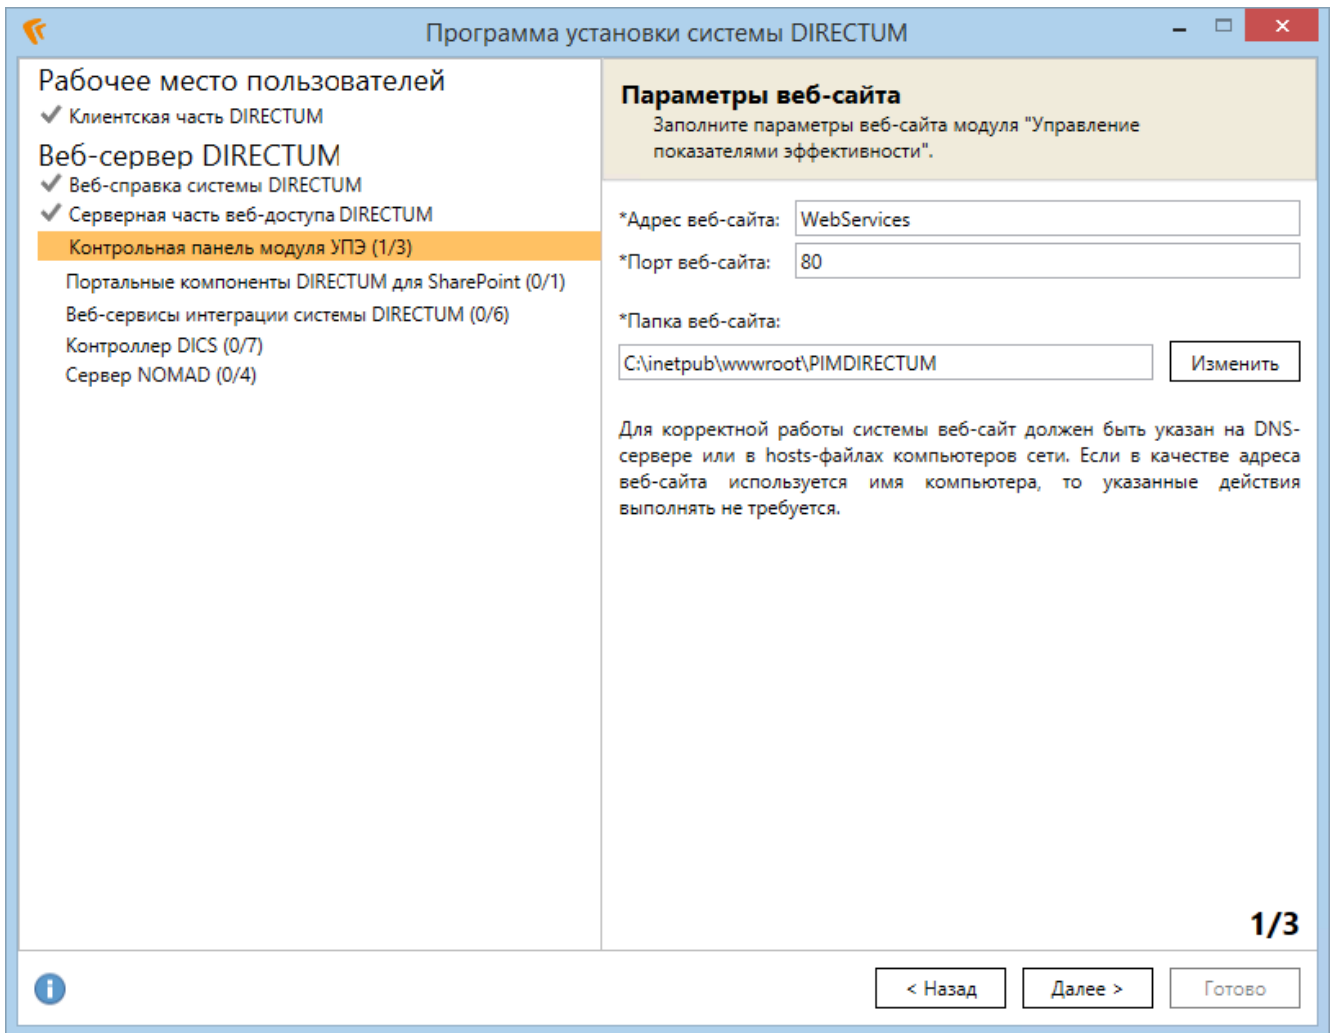 Программа установки системы DIRECTUM
Рабочее место пользователей
Клиентская часть DIRECTUM
Веб-сервер DIRECTUM
Веб-справка системы DIRECTUM
Серверная часть веб-доступа DIRECTUM
Контрольная панель модуля УПЭ (1/3)
Портальные компоненты DIRECTUM для SharePoint (0/1)
Веб-сервисы интеграции системы DIRECTUM (0/6)
Контроллер DICS (0/7)
Сервер NOMAD (0/4)
Параметры веб-сайта
Заполните параметры веб-сайта модуля "Управление
показателями эффективности".
*Адрес веб-сайта: WebServices
*Порт веб-сайта: 80
*Папка веб-сайта:
C:\inetpub\wwwroot\PIMDIRECTUM Изменить
Для корректной работы системы веб-сайт должен быть указан на DNS-
сервере или в hosts-файлах компьютеров сети. Если в качестве адреса
веб-сайта используется имя компьютера, то указанные действия
выполнять не требуется.
1/3
< Назад Далее > Готово